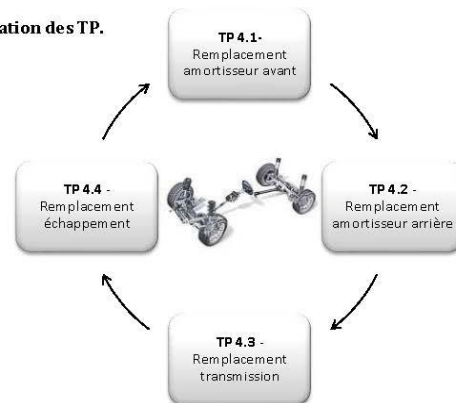 ation des TP.
TP 4.1-
Remplacement
amortisseur avant
TP 4.4 -
Remplacement
échappement
TP 4.2 -
Remplacement
amortisseur arrière
TP 4.3 -
Remplacement
transmission